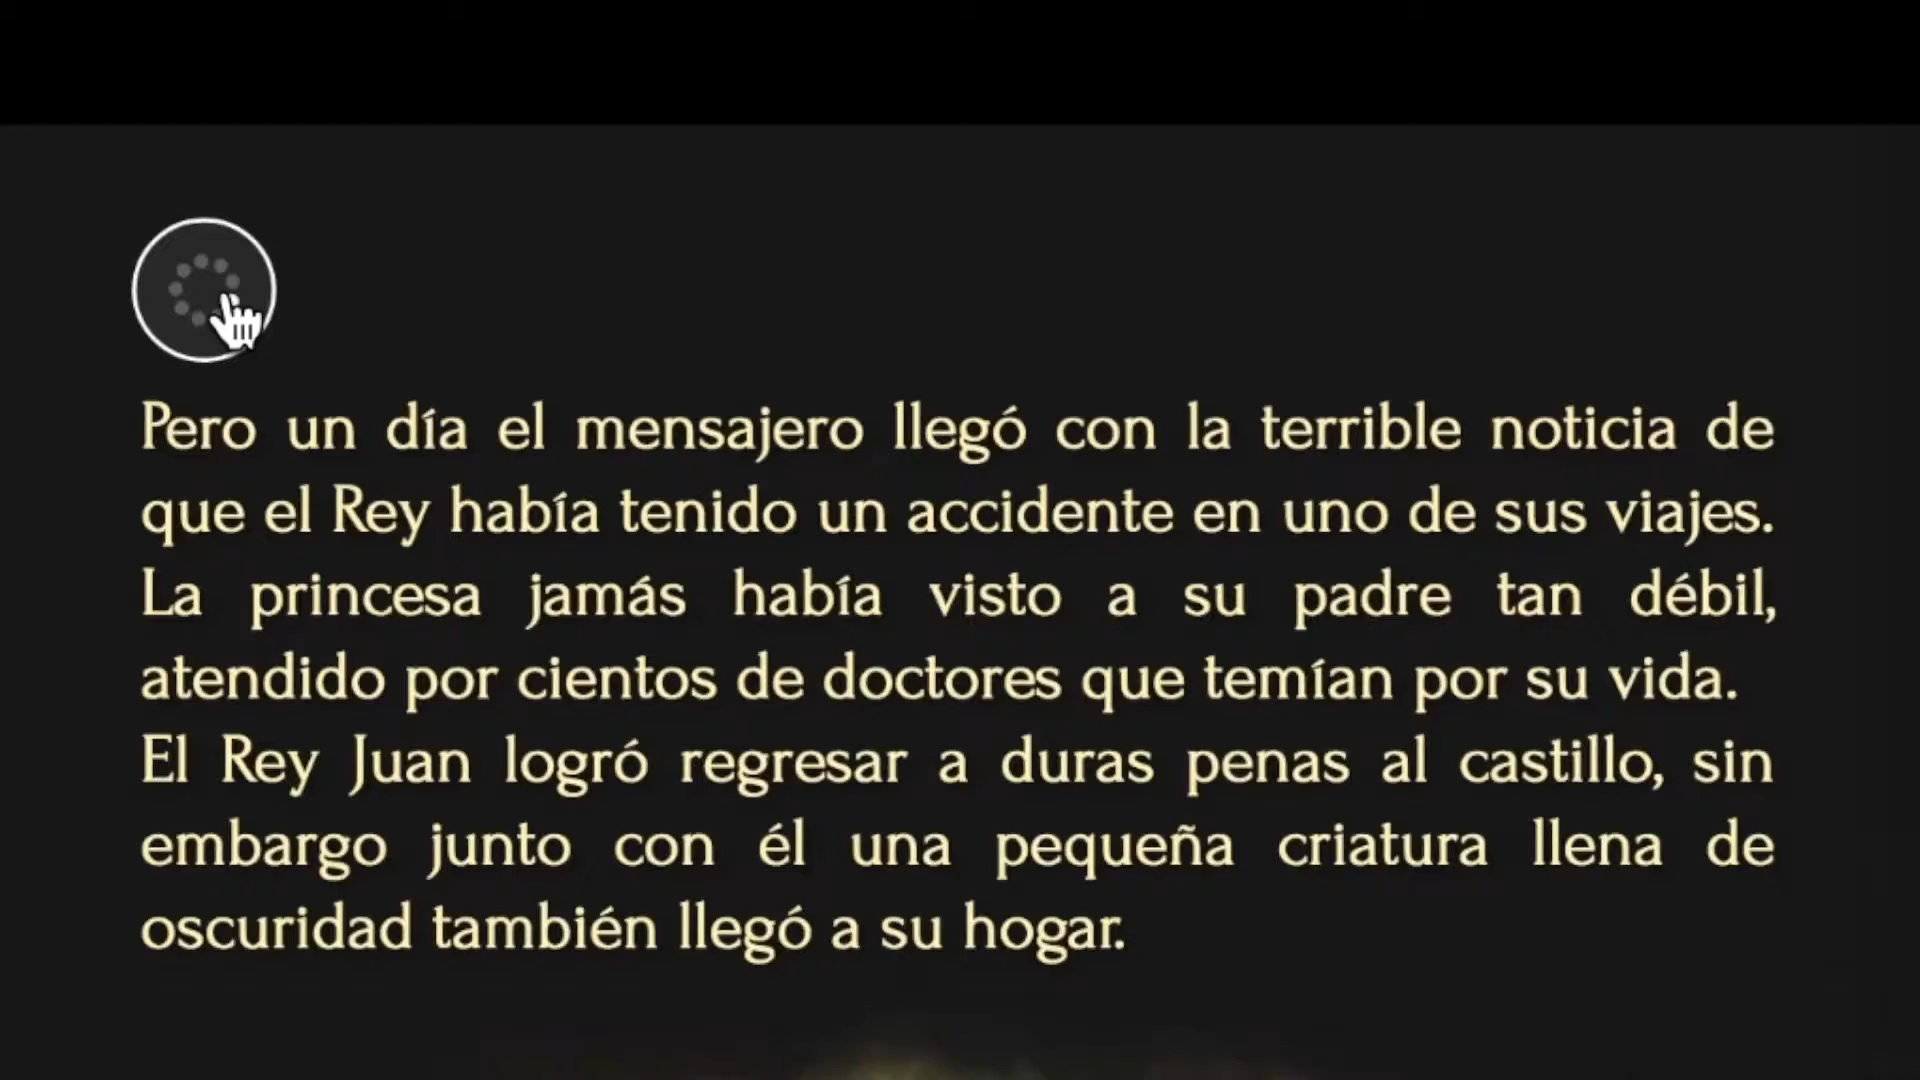 Pero un día el mensajero llegó con la terrible noticia de
que el Rey había tenido un accidente en uno de sus viajes.
La princesa jamás había visto a su padre tan débil,
atendido por cientos de doctores que temían por su vida.
El Rey Juan logró regresar a duras penas al castillo, sin
embargo junto con él una pequeña criatura llena de
oscuridad también llegó a su hogar.